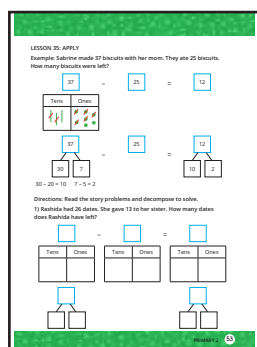 LESSON 35: APPLY
Example: Sabrine made 37 biscuits with her mom. They ate 25 biscuits.
How many biscuits were left?
37 – 25 = 12
Tens Ones
37 – 25 = 12
30 7 10 2
30 – 20 = 10 7 – 5 = 2
Directions: Read the story problems and decompose to solve.
1) Rashida had 26 dates. She gave 13 to her sister. How many dates
does Rashida have left?
– =
Tens Ones Tens Ones Tens Ones
PRIMARY 2 53